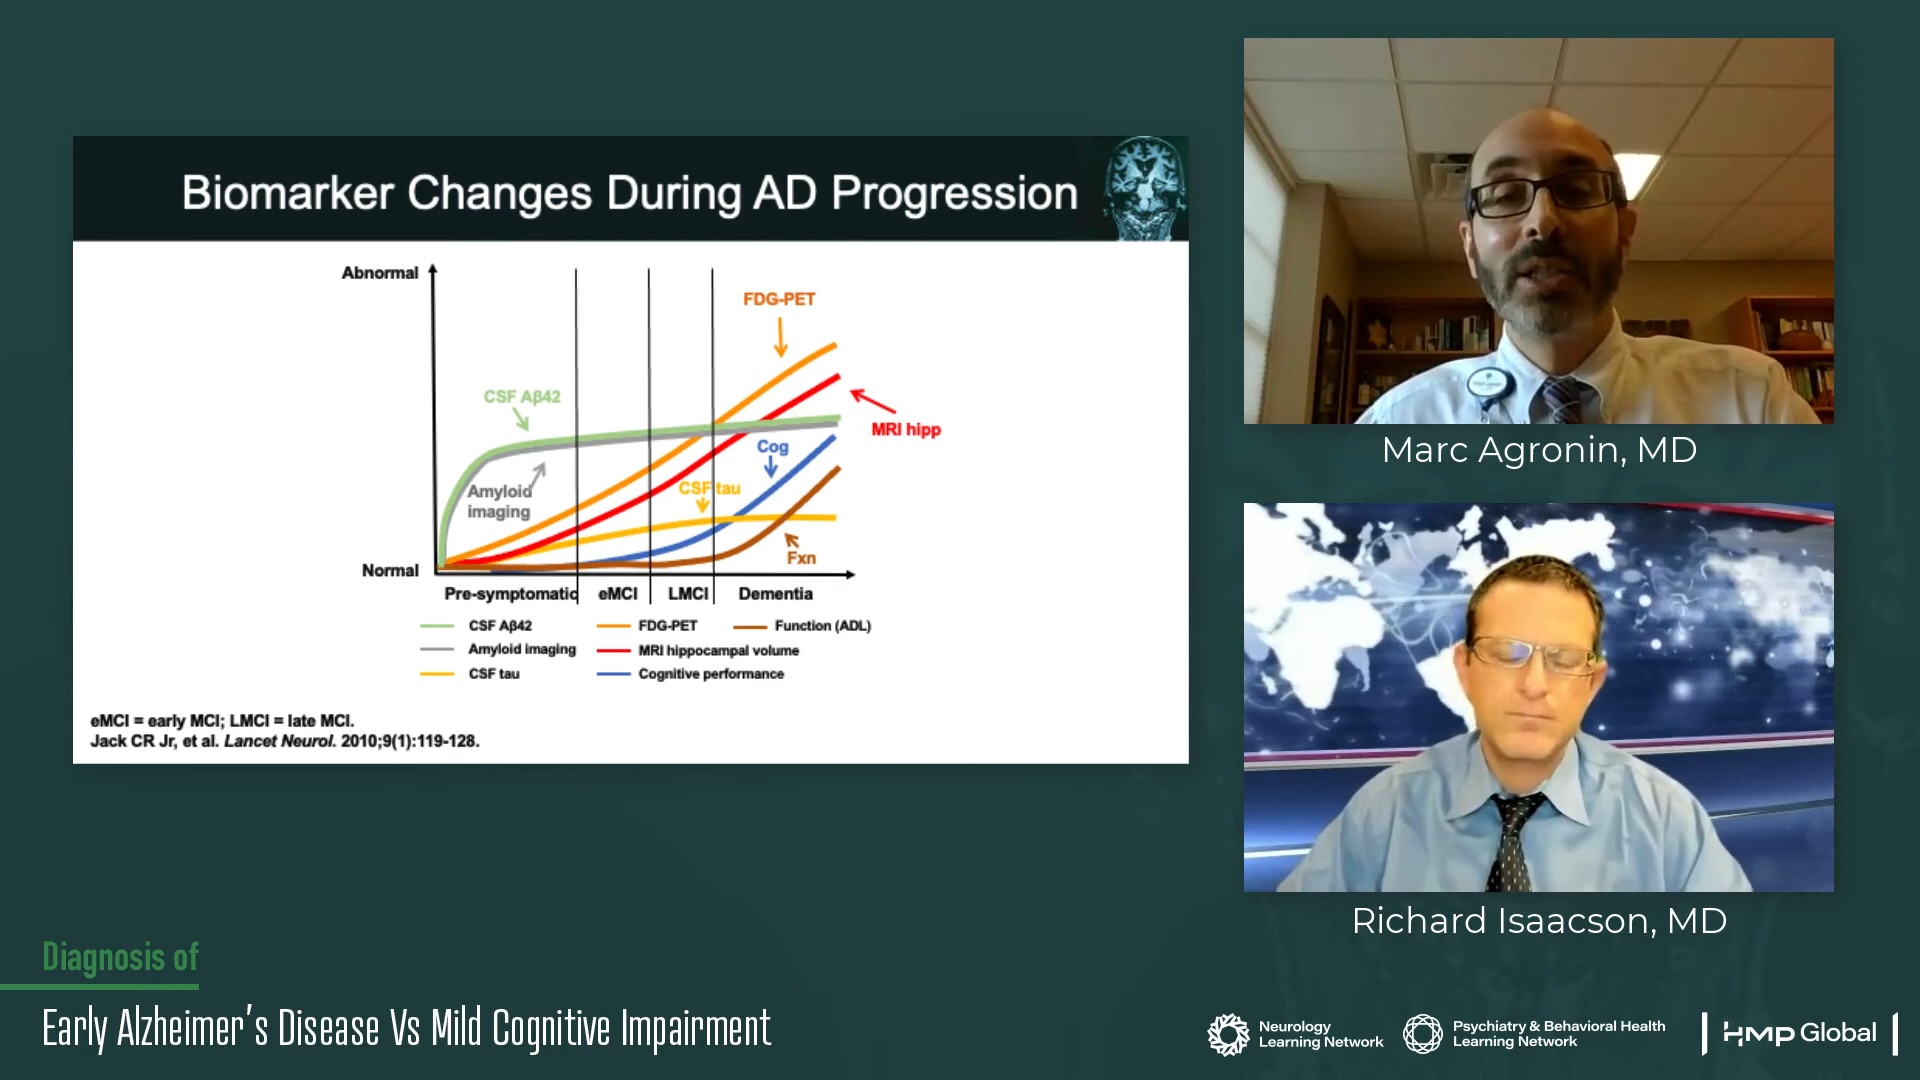 Biomarker Changes During AD Progression
Abnormal
FDG-PET
CSF Aβ42
MRI hipp
Cog
Amyloid
imaging
CSF tau
Fxn
Normal
Pre-symptomatic eMCI LMCI Dementia
CSF Aβ42 FDG-PET Function (ADL)
Amyloid imaging MRI hippocampal volume
CSF tau Cognitive performance
eMCI = early MCI; LMCI = late MCI.
Jack CR Jr, et al. Lancet Neurol. 2010;9(1):119-128.
Marc Agronin, MD
Richard Isaacson, MD
Diagnosis of
Early Alzheimer's Disease Vs Mild Cognitive Impairment
Neurology
Learning Network
Psychiatry & Behavioral Health
Learning Network
HMP Global